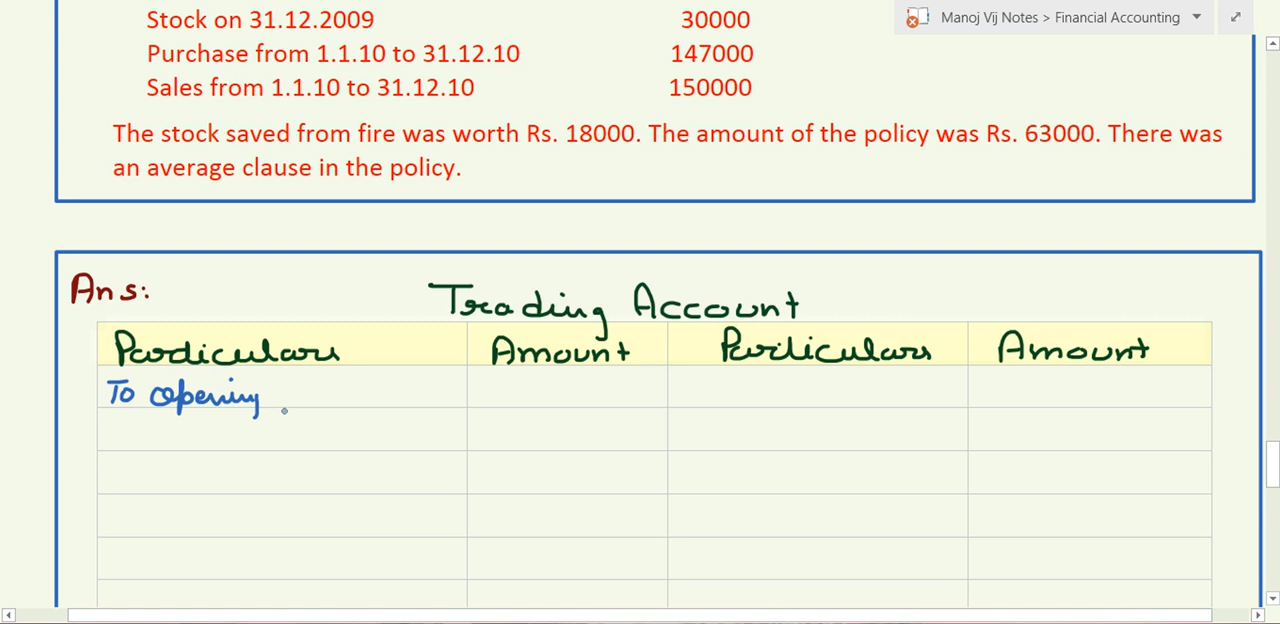 Manoj Vij Notes > Financial Accounting
Stock on 31.12.2009 30000
Purchase from 1.1.10 to 31.12.10 147000
Sales from 1.1.10 to 31.12.10 150000
The stock saved from fire was worth Rs. 18000. The amount of the policy was Rs. 63000. There was
an average clause in the policy.
Ans:
Trading Account
Particulars Amount Particulars Amount
To opening